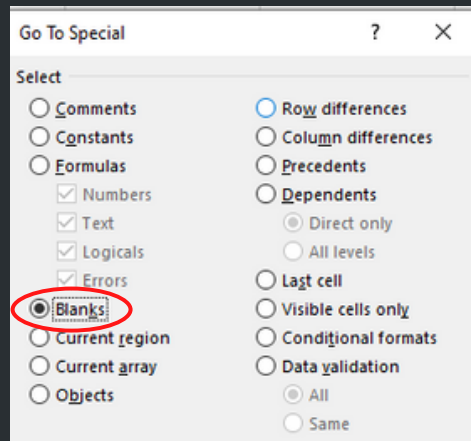 Go To Special ? ×
Select
Comments
Constants
Formulas
Numbers
Text
Logicals
Errors
Blanks
Current region
Current array
Objects
Row differences
Column differences
Precedents
Dependents
Direct only
All levels
Last cell
Visible cells only
Conditional formats
Data validation
All
Same